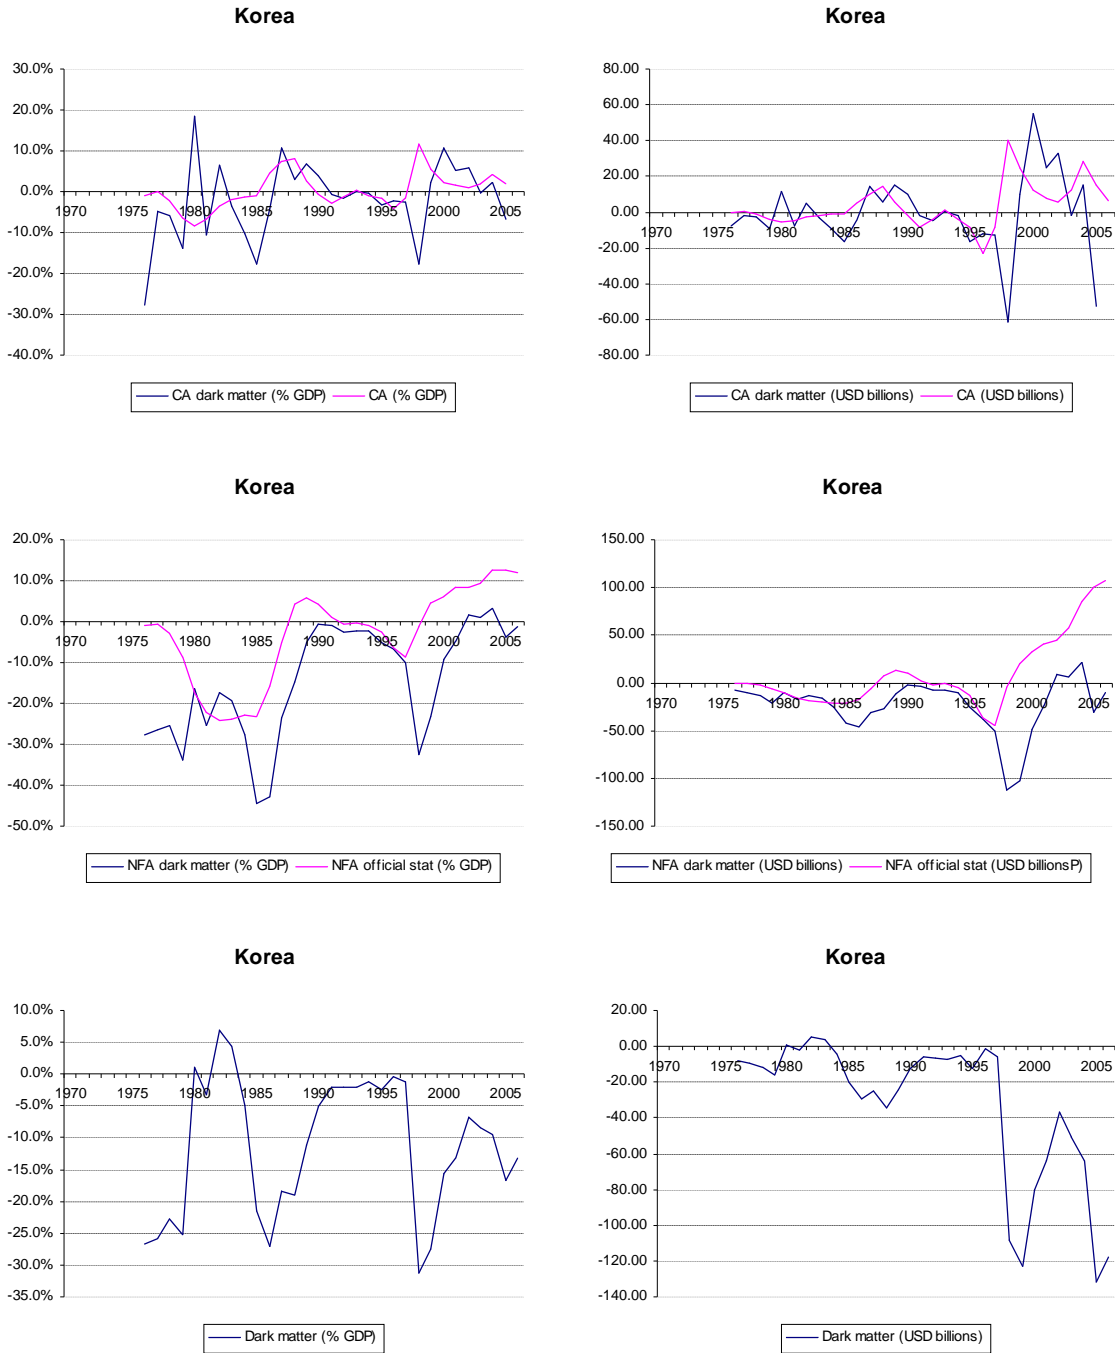 Korea
30.0%
20.0%
10.0%
0.0%
-10.0%
-20.0%
-30.0%
-40.0%
1970 1975 1980 1985 1990 1995 2000 2005
CA dark matter (% GDP) CA (% GDP)
Korea
80.00
60.00
40.00
20.00
0.00
-20.00
-40.00
-60.00
-80.00
1970 1975 1980 1985 1990 1995 2000 2005
CA dark matter (USD billions) CA (USD billions)
Korea
20.0%
10.0%
0.0%
-10.0%
-20.0%
-30.0%
-40.0%
-50.0%
1970 1975 1980 1985 1990 1995 2000 2005
NFA dark matter (% GDP) NFA official stat (% GDP)
Korea
150.00
100.00
50.00
0.00
-50.00
-100.00
-150.00
1970 1975 1980 1985 1990 1995 2000 2005
NFA dark matter (USD billions) NFA official stat (USD billionsP)
Korea
10.0%
5.0%
0.0%
-5.0%
-10.0%
-15.0%
-20.0%
-25.0%
-30.0%
-35.0%
1970 1975 1980 1985 1990 1995 2000 2005
Dark matter (% GDP)
Korea
20.00
0.00
-20.00
-40.00
-60.00
-80.00
-100.00
-120.00
-140.00
1970 1975 1980 1985 1990 1995 2000 2005
Dark matter (USD billions)